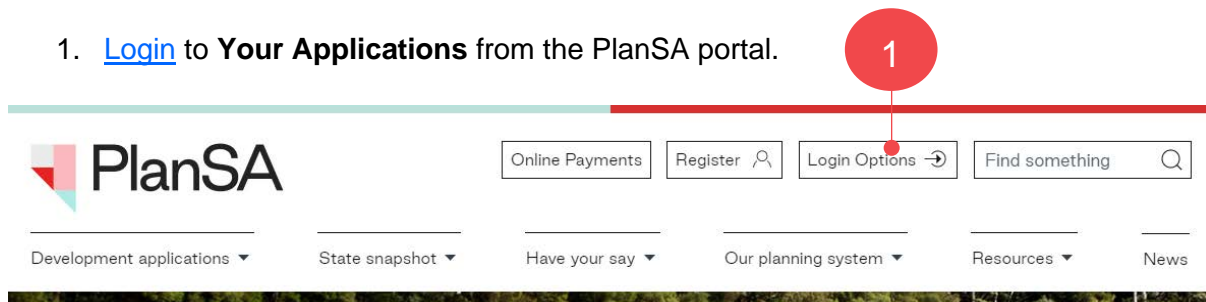 1. Login to Your Applications from the PlanSA portal.
1
PlanSA
Online Payments
Register
Login Options
Find something
Development applications
State snapshot
Have your say
Our planning system
Resources
News